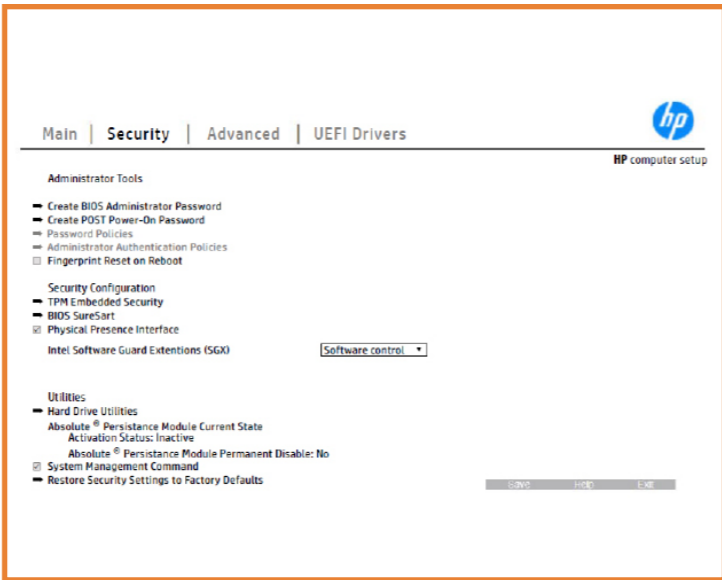 hp
Main | Security | Advanced | UEFI Drivers
HP computer setup
Administrator Tools
Create BIOS Administrator Password
Create POST Power-On Password
Password Policies
Administrator Authentication Policies
Fingerprint Reset on Reboot
Security Configuration
TPM Embedded Security
BIOS SureSart
Physical Presence Interface
Intel Software Guard Extentions (SGX) Software control
Utilities
Hard Drive Utilities
Absolute ® Persistance Module Current State
Activation Status: Inactive
Absolute ® Persistance Module Permanent Disable: No
System Management Command
Restore Security Settings to Factory Defaults
Save Help Exit